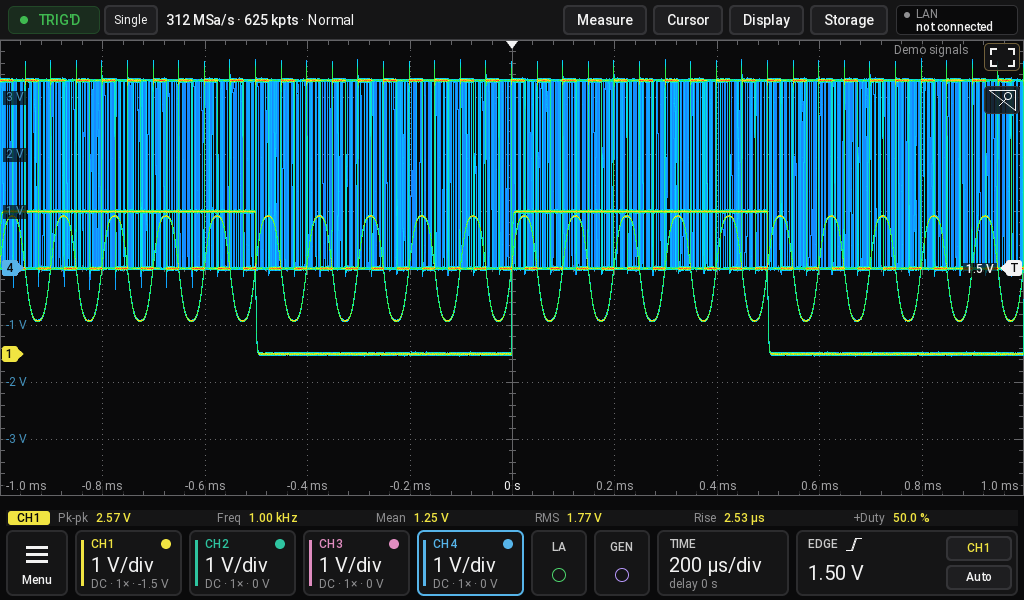 TRIG'D
Single
312 MSa/s · 625 kpts · Normal
Measure
Cursor
Display
Storage
LAN
not connected
Demo signals
3 V
2 V
1 V
4
1.5 V
T
-1 V
1
-2 V
-3 V
-1.0 ms
-0.8 ms
-0.6 ms
-0.4 ms
-0.2 ms
0 s
0.2 ms
0.4 ms
0.6 ms
0.8 ms
1.0 ms
CH1 Pk-pk 2.57 V Freq 1.00 kHz Mean 1.25 V RMS 1.77 V Rise 2.53 µs +Duty 50.0 %
Menu
CH1
1 V/div
DC · 1× · -1.5 V
CH2
1 V/div
DC · 1× · 0 V
CH3
1 V/div
DC · 1× · 0 V
CH4
1 V/div
DC · 1× · 0 V
LA
GEN
TIME
200 µs/div
delay 0 s
EDGE
1.50 V
CH1
Auto